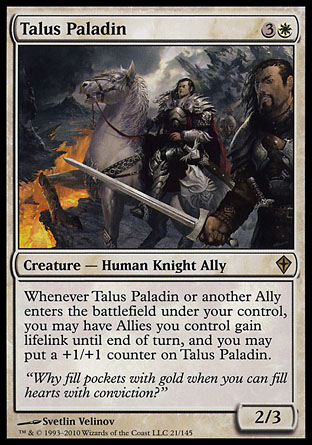 Talus Paladin 3
Creature — Human Knight Ally
Whenever Talus Paladin or another Ally
enters the battlefield under your control,
you may have Allies you control gain
lifelink until end of turn, and you may
put a +1/+1 counter on Talus Paladin.
"Why fill pockets with gold when you can fill
hearts with conviction?"
Svetlin Velinov
™ & © 1993–2010 Wizards of the Coast LLC 21/145
2/3